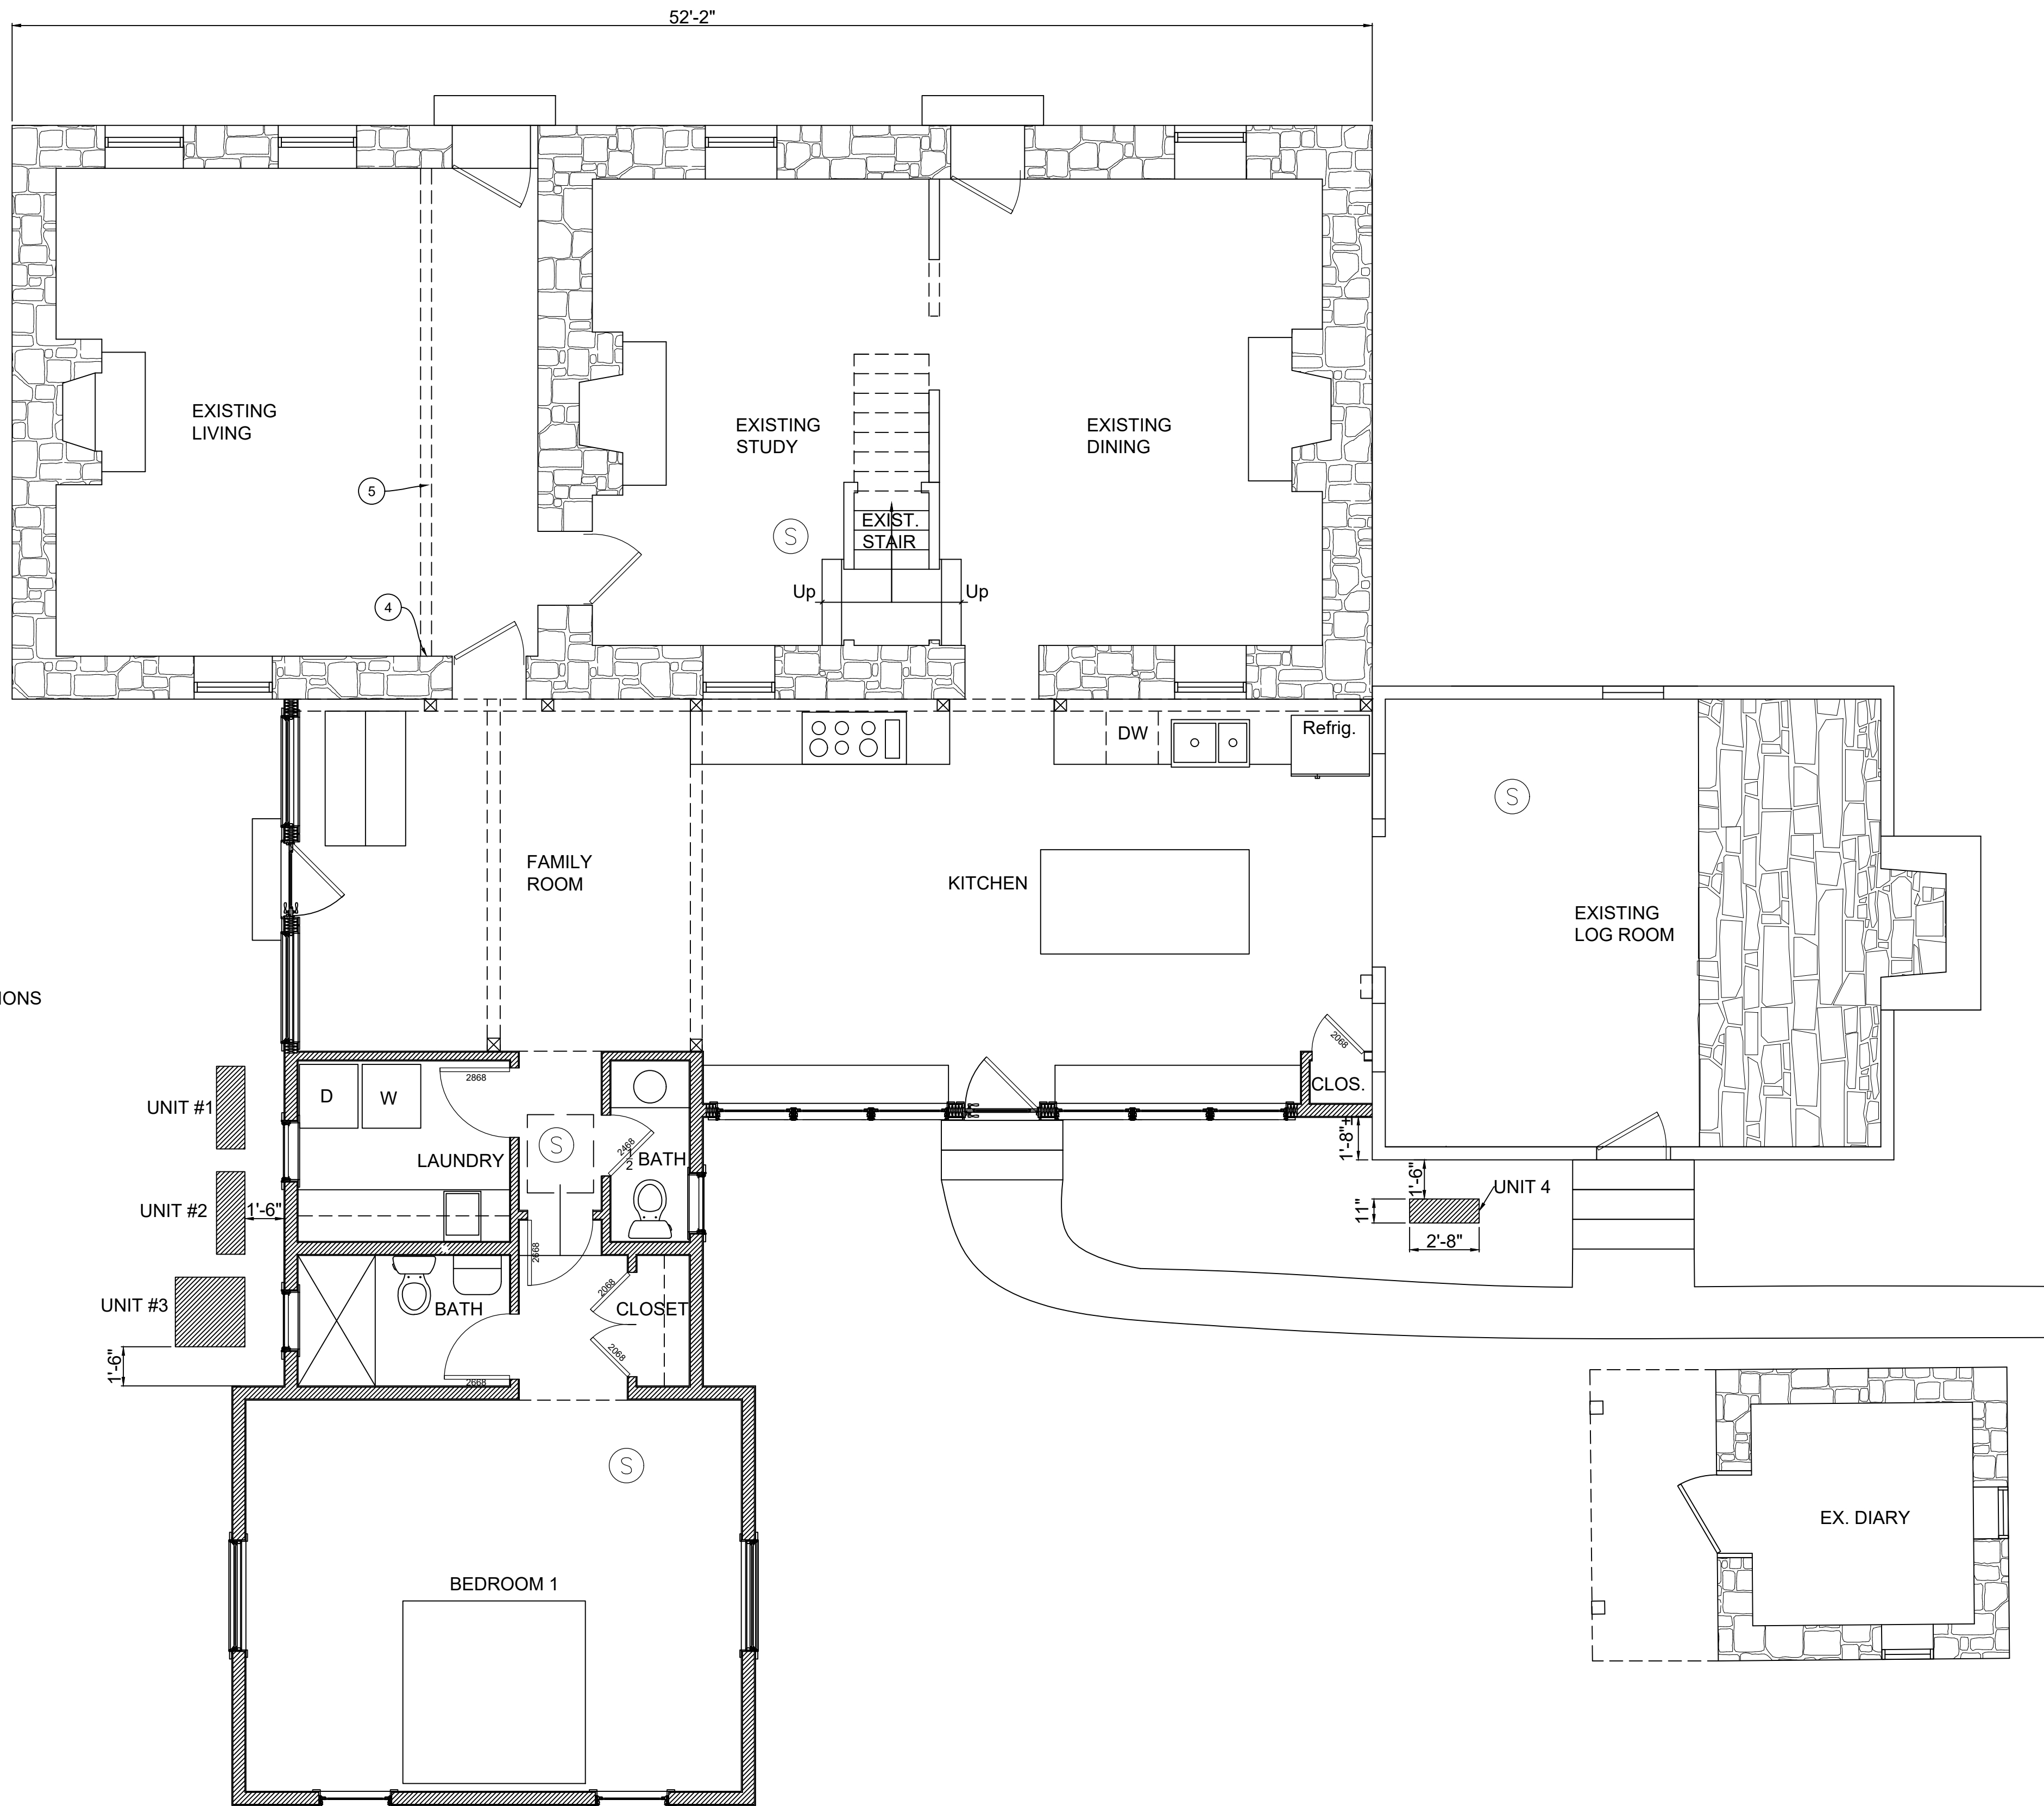 52'-2"
EXISTING
LIVING
EXISTING
STUDY
EXISTING
DINING
5
EXIST.
STAIR
S
Up
Up
4
DW
Refrig.
S
FAMILY
ROOM
KITCHEN
EXISTING
LOG ROOM
IONS
2068
CLOS.
2868
D
W
UNIT #1
1'-8"±
S
2468
1
2
BATH
LAUNDRY
1'-6"
UNIT 4
UNIT #2
1'-6"
11"
2'-8"
2668
2068
UNIT #3
BATH
CLOSET
2068
1'-6"
2668
S
EX. DIARY
BEDROOM 1